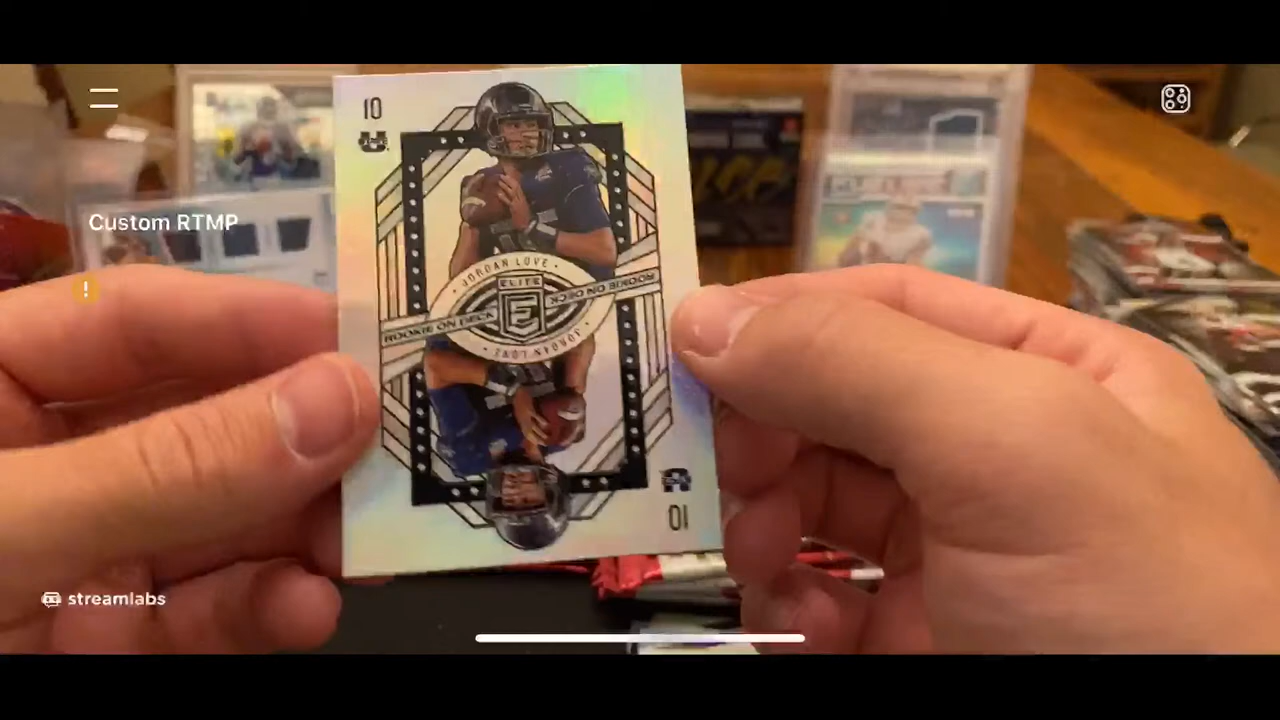 10
Custom RTMP
JORDAN LOVE
ELITE
E
ROOKIE ON DECK
ROOKIE ON DECK
JORDAN LOVE
10
!
streamlabs